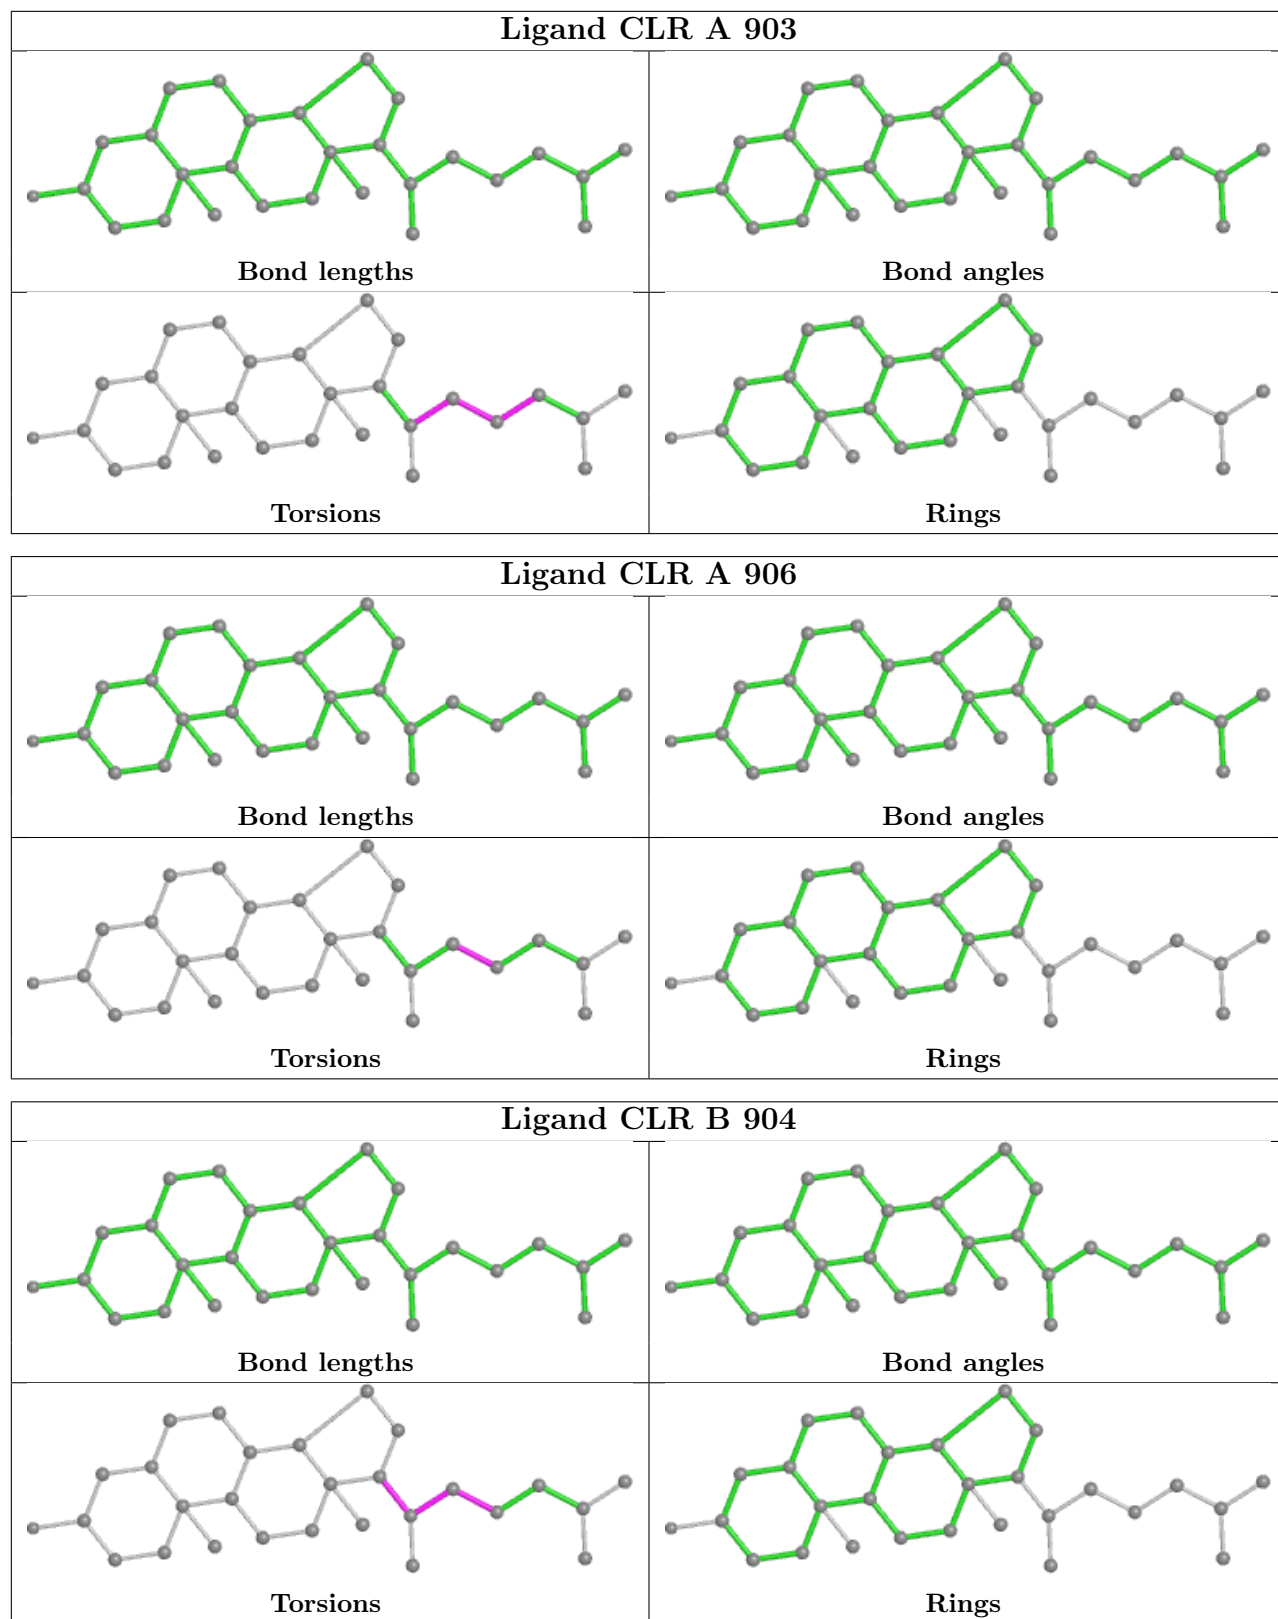 Ligand CLR A 903
Bond lengths
Bond angles
Torsions
Rings
Ligand CLR A 906
Bond lengths
Bond angles
Torsions
Rings
Ligand CLR B 904
Bond lengths
Bond angles
Torsions
Rings